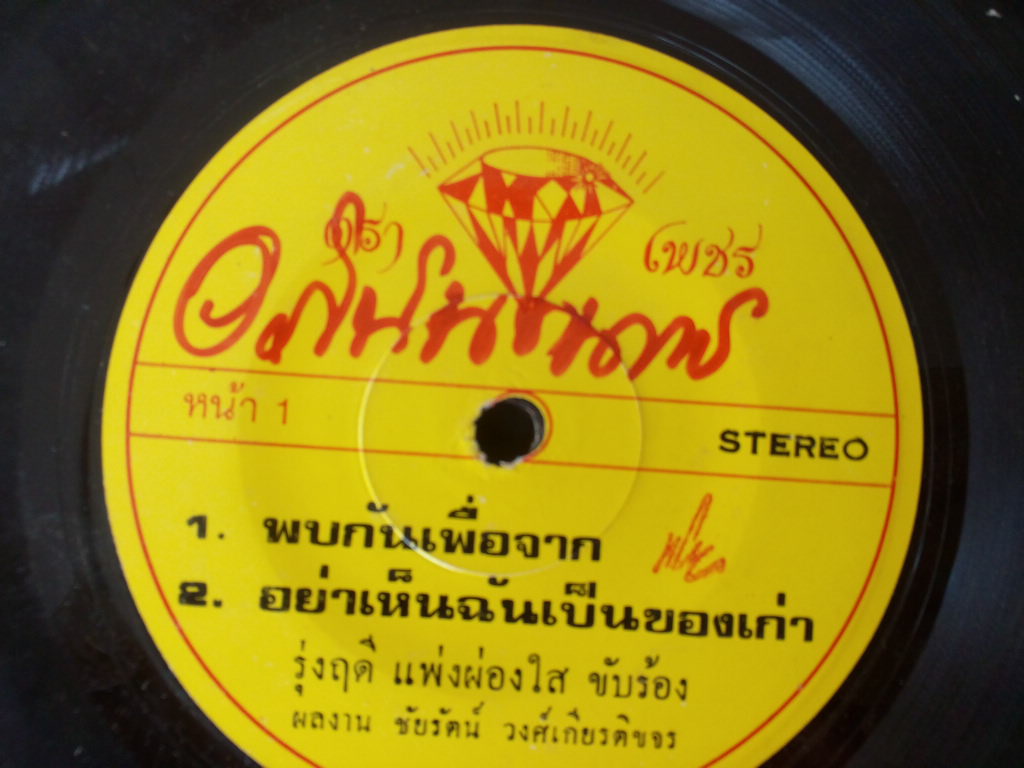 ตรา เพชร
หน้า 1
STEREO
1. พบกันเพื่อจาก
2. อย่าเห็นฉันเป็นของเก่า
รุ่งฤดี แพ่งผ่องใส ขับร้อง
ผลงาน ชัยรัตน์ วงศ์เกียรติขจร